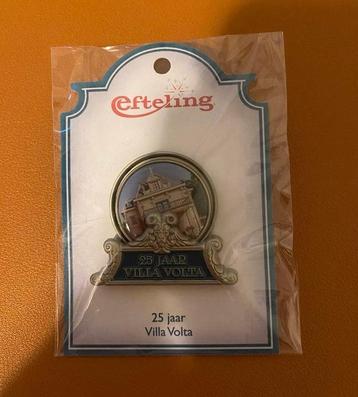 Efteling
25 JAAR
VILLA VOLTA
25 jaar
Villa Volta